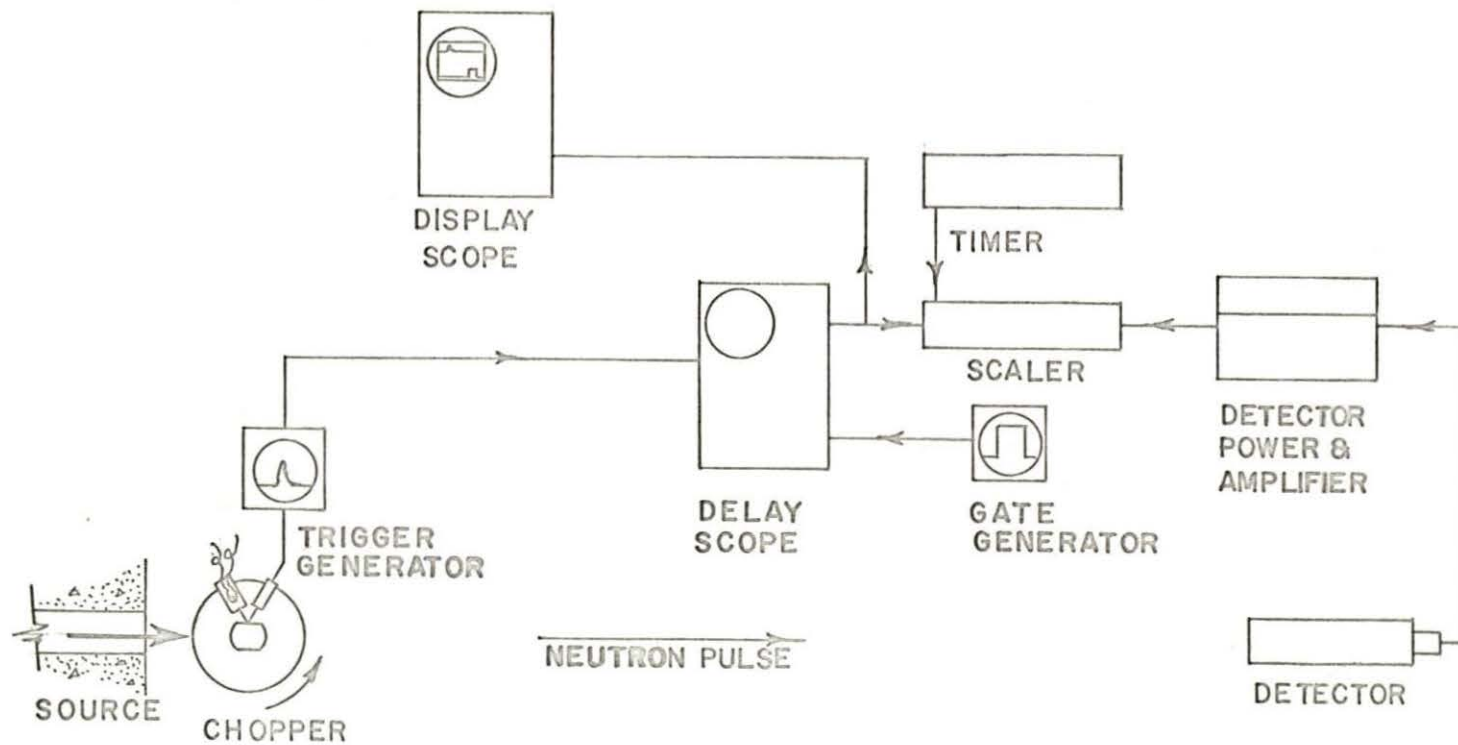 DISPLAY
SCOPE
TIMER
SCALER
DETECTOR
POWER &
AMPLIFIER
DELAY
SCOPE
GATE
GENERATOR
TRIGGER
GENERATOR
NEUTRON PULSE
SOURCE
CHOPPER
DETECTOR